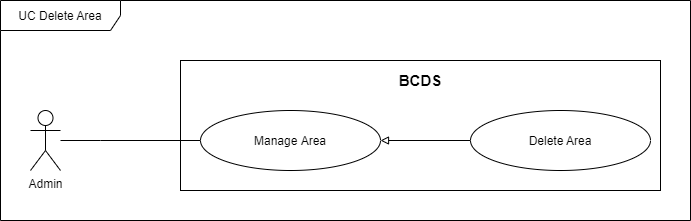 UC Delete Area
BCDS
Manage Area
Delete Area
Admin